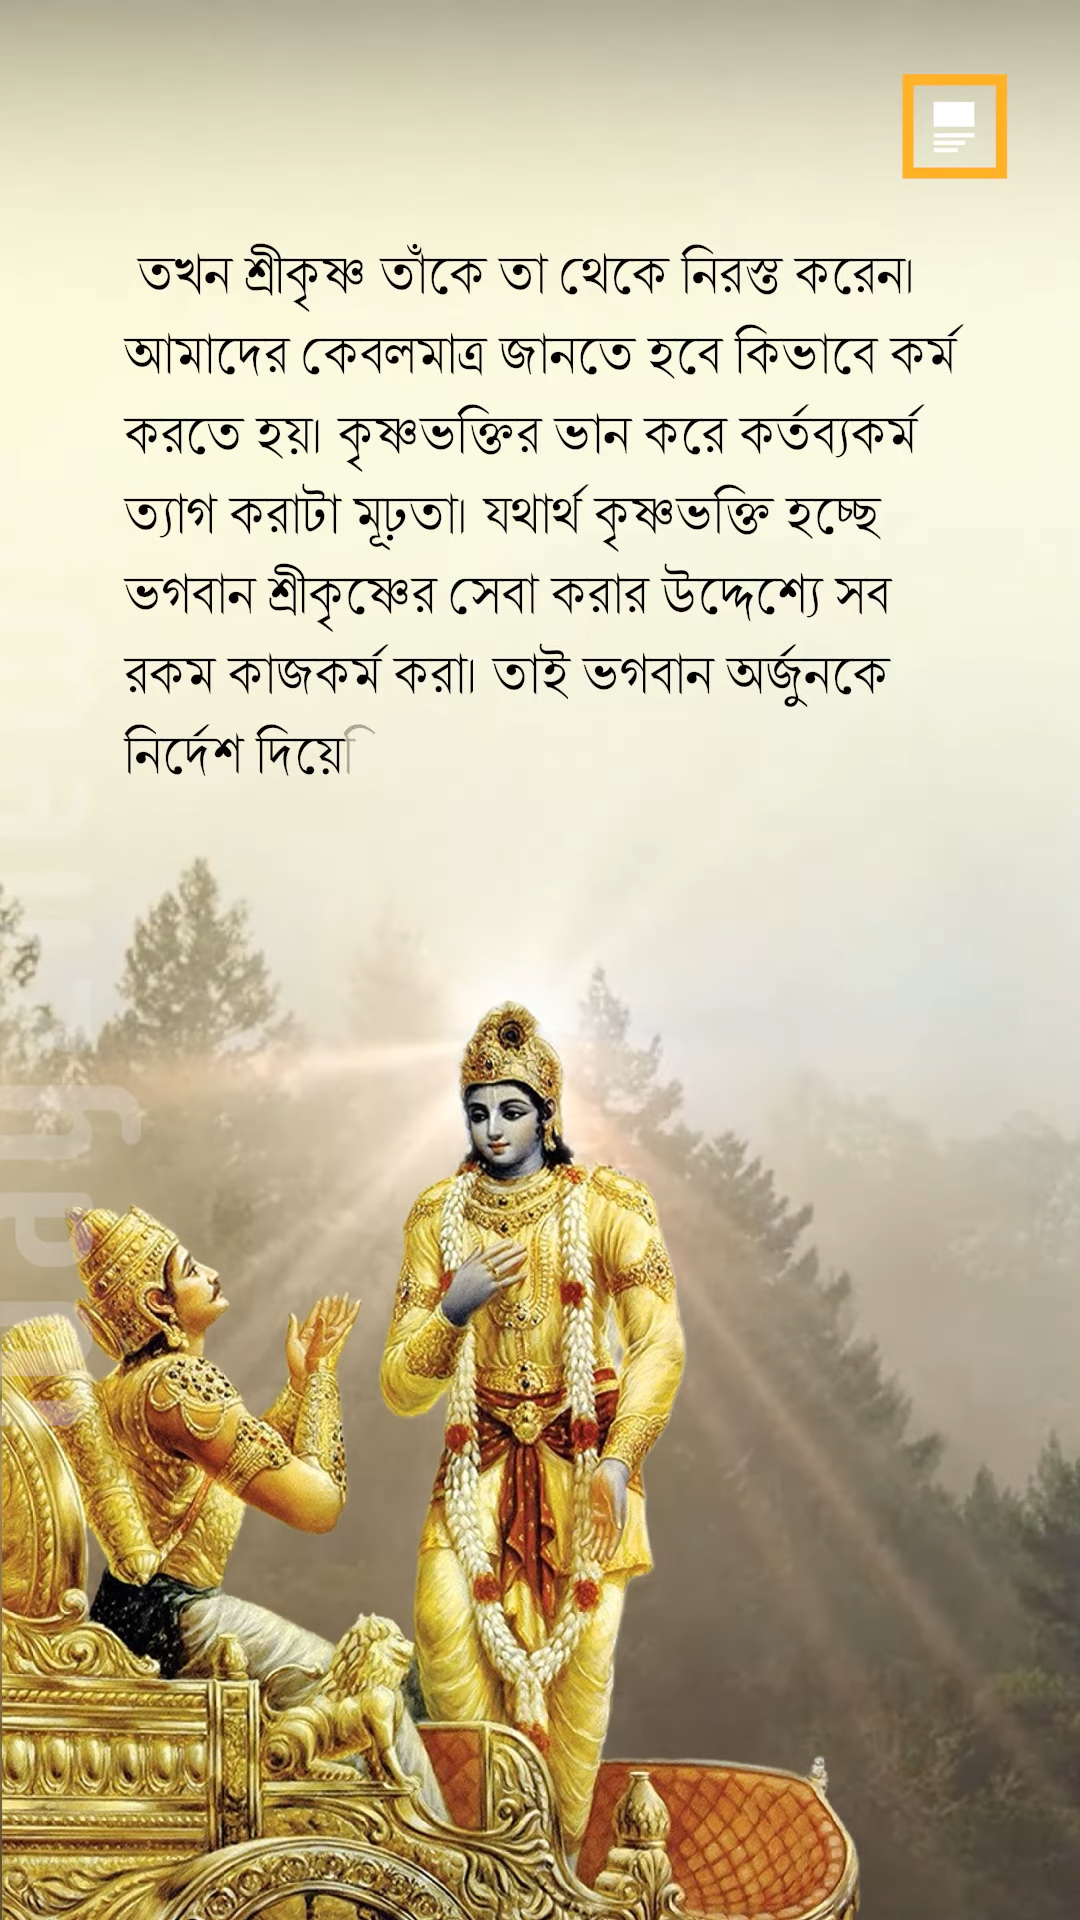 তখন শ্রীকৃষ্ণ তাঁকে তা থেকে নিরস্ত করেন।
আমাদের কেবলমাত্র জানতে হবে কিভাবে কর্ম
করতে হয়। কৃষ্ণভক্তির ভান করে কর্তব্যকর্ম
ত্যাগ করাটা মূঢ়তা। যথার্থ কৃষ্ণভক্তি হচ্ছে
ভগবান শ্রীকৃষ্ণের সেবা করার উদ্দেশ্যে সব
রকম কাজকর্ম করা। তাই ভগবান অর্জুনকে
নির্দেশ দিয়ে